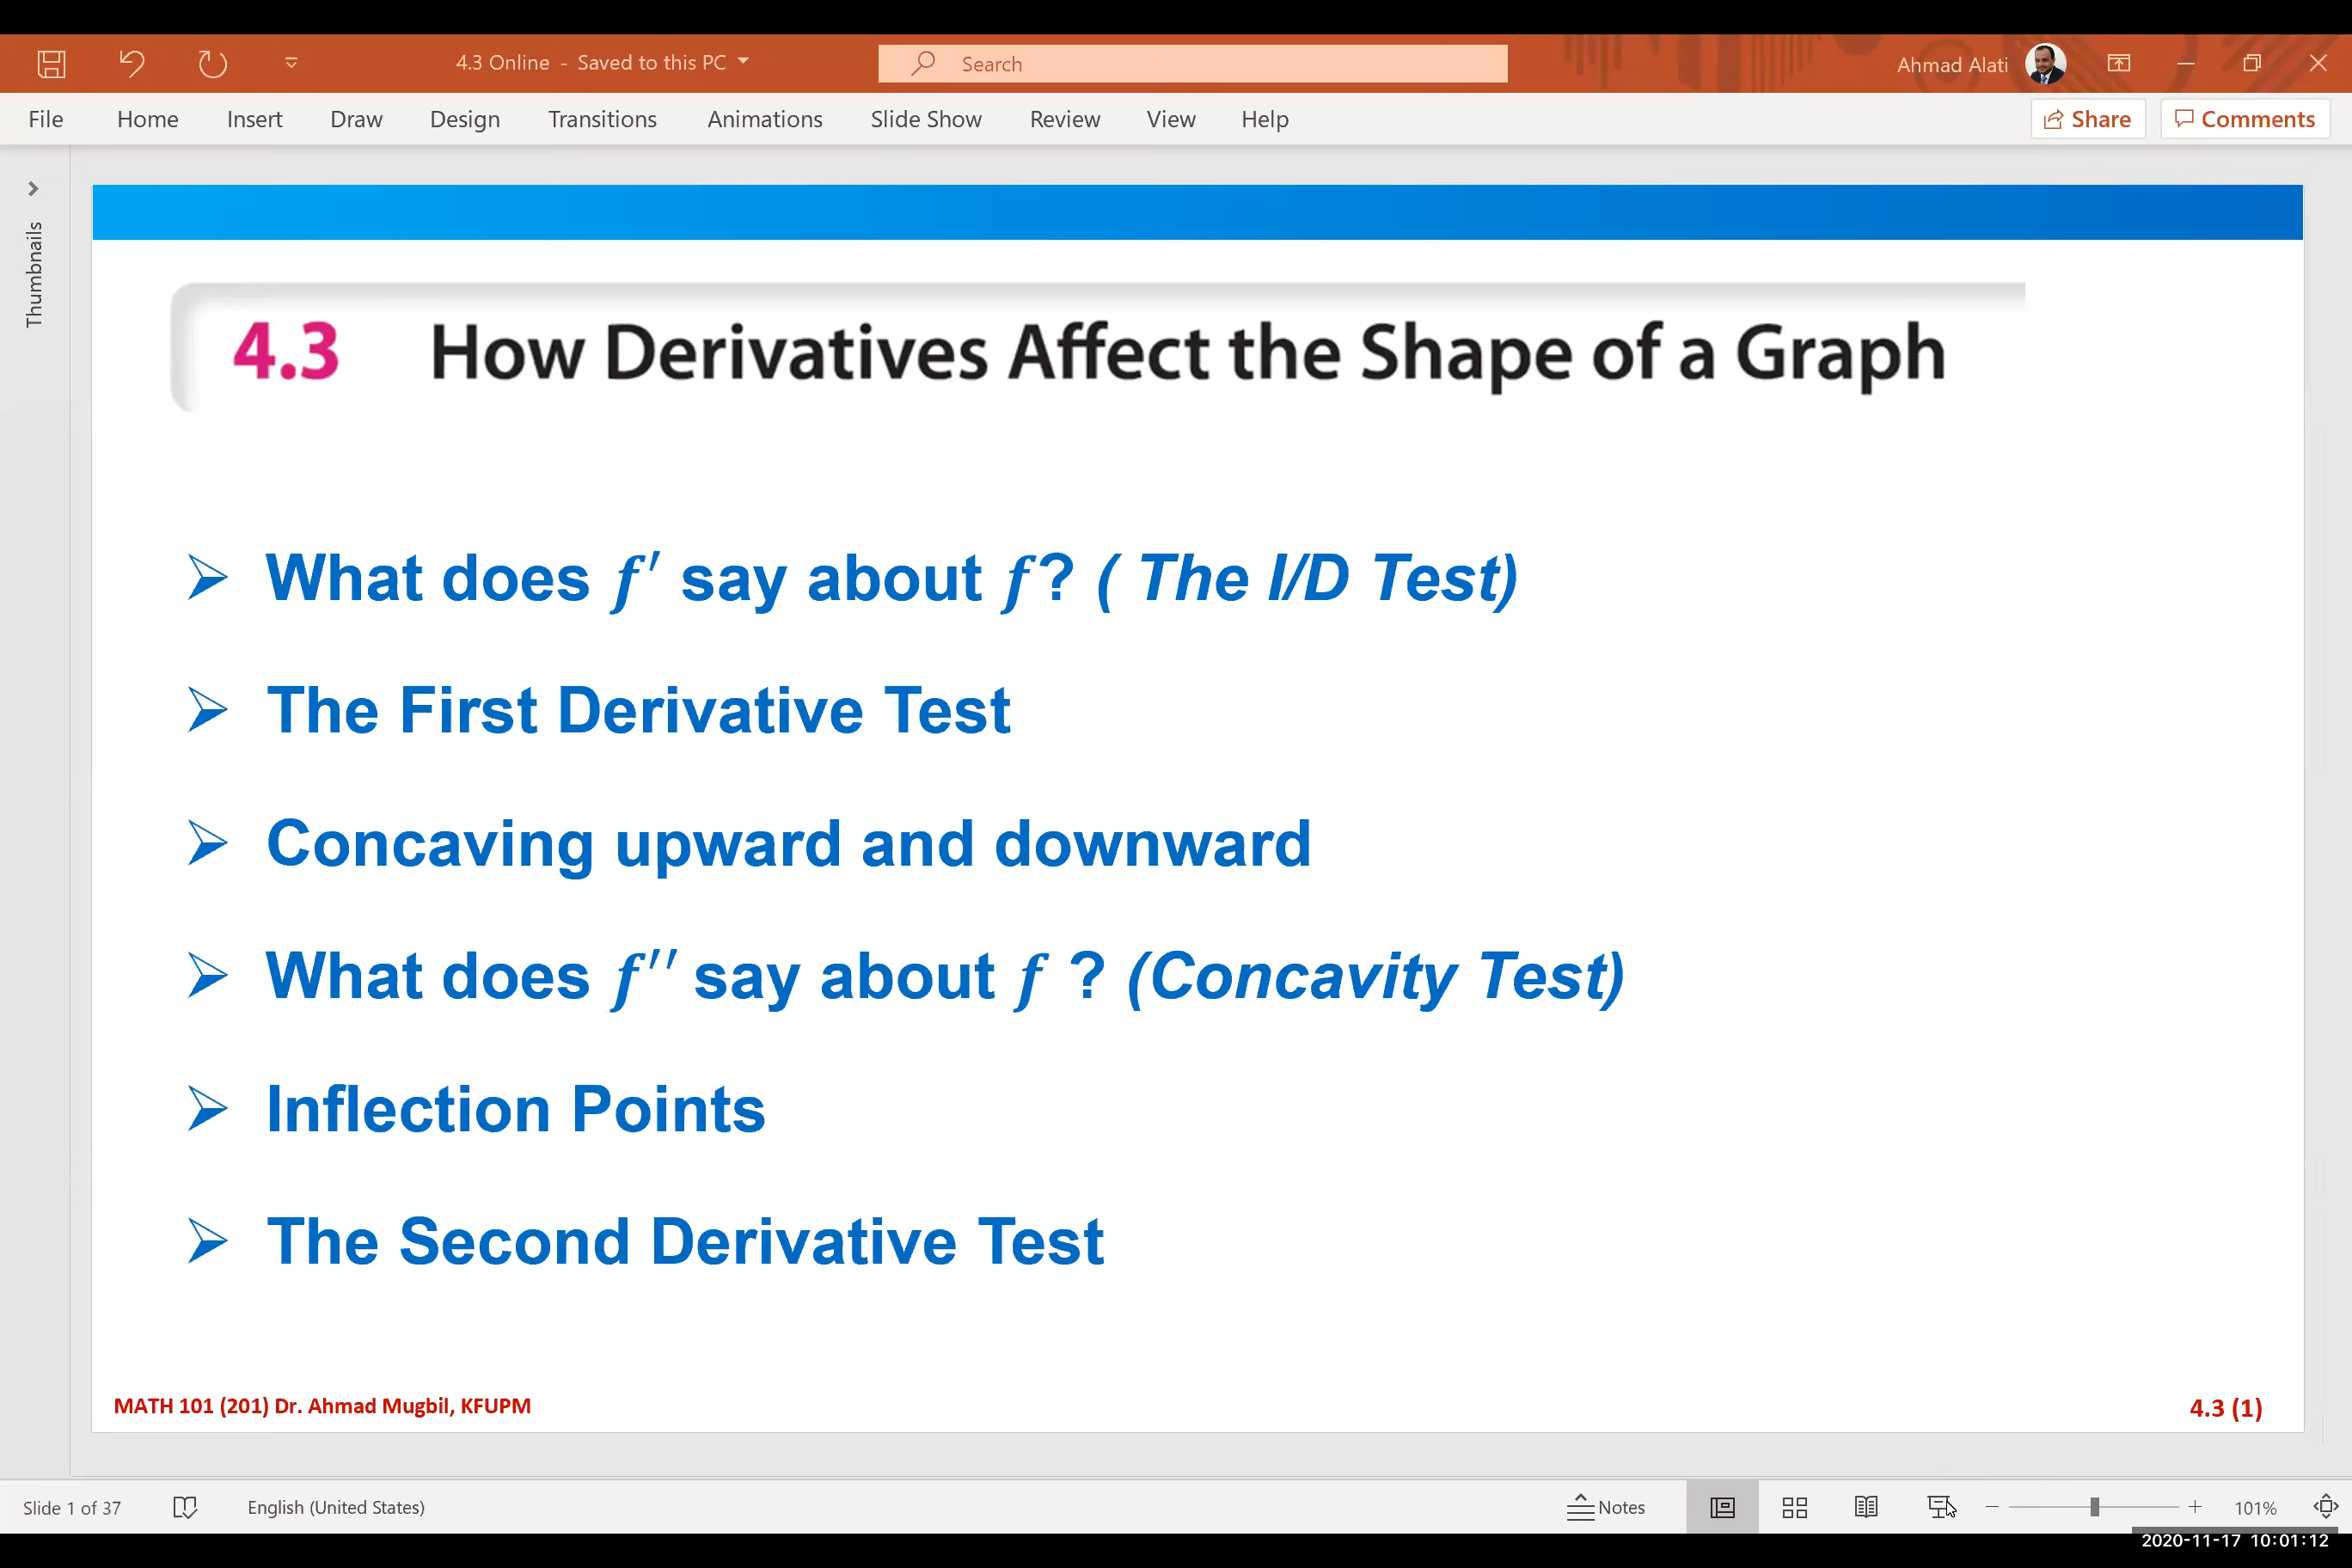 4.3 Online - Saved to this PC
Search
Ahmad Alati
File Home Insert Draw Design Transitions Animations Slide Show Review View Help Share Comments
Thumbnails
4.3 How Derivatives Affect the Shape of a Graph
➢ What does f′ say about f? ( The I/D Test)
➢ The First Derivative Test
➢ Concaving upward and downward
➢ What does f′′ say about f ? (Concavity Test)
➢ Inflection Points
➢ The Second Derivative Test
MATH 101 (201) Dr. Ahmad Mugbil, KFUPM
4.3 (1)
Slide 1 of 37 English (United States) Notes 101%
2020-11-17 10:01:12